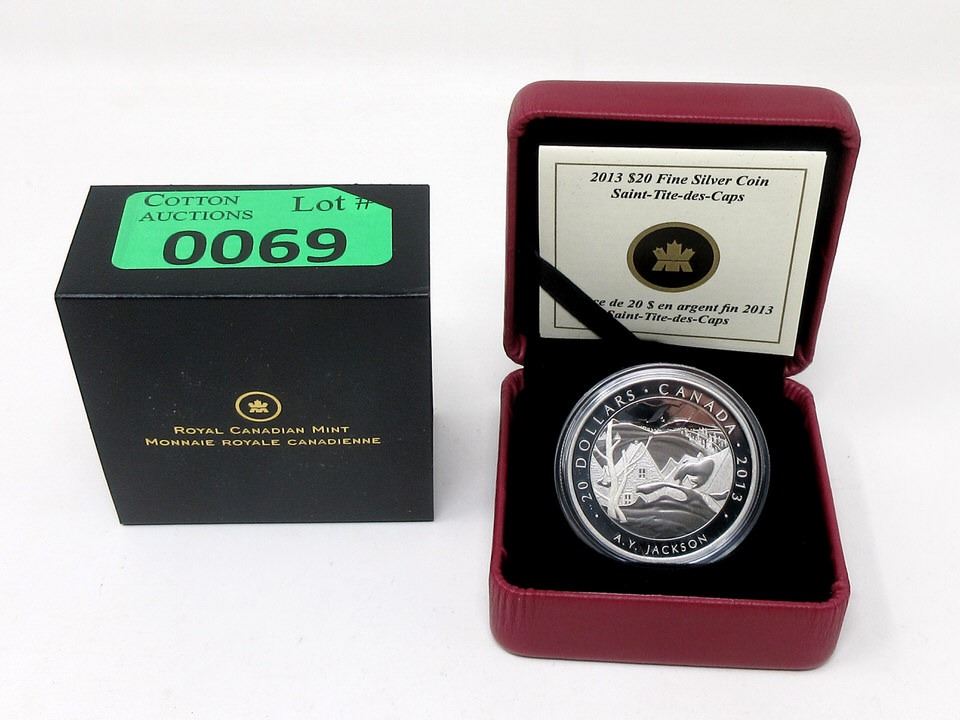 COTTON
AUCTIONS
Lot #
0069
ROYAL CANADIAN MINT
MONNAIE ROYALE CANADIENNE
2013 $20 Fine Silver Coin
Saint-Tite-des-Caps
de 20 $ en argent fin 2013
Saint-Tite-des-Caps
20 DOLLARS · CANADA · 2013 ·
A.Y. JACKSON